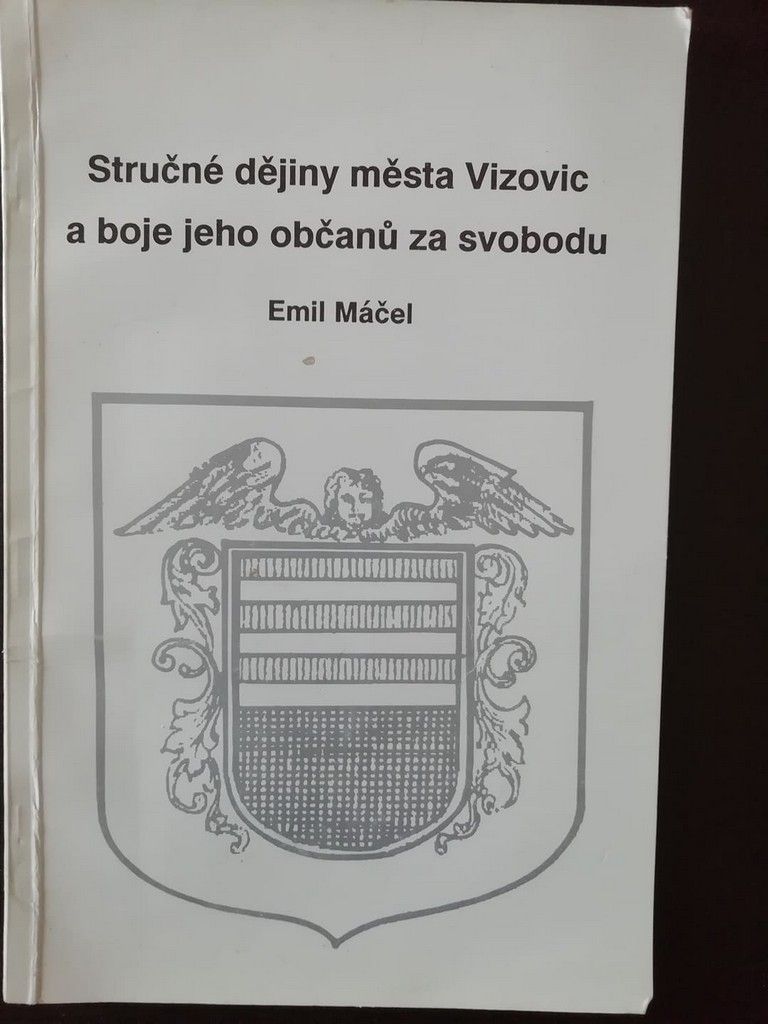 Stručné dějiny města Vizovic
a boje jeho občanů za svobodu
Emil Máčel